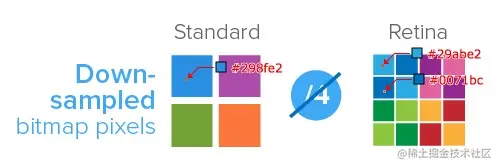 Standard
Retina
#298fe2
#29abe2
#0071bc
Down-
sampled
bitmap pixels
/4
@稀土掘金技术社区